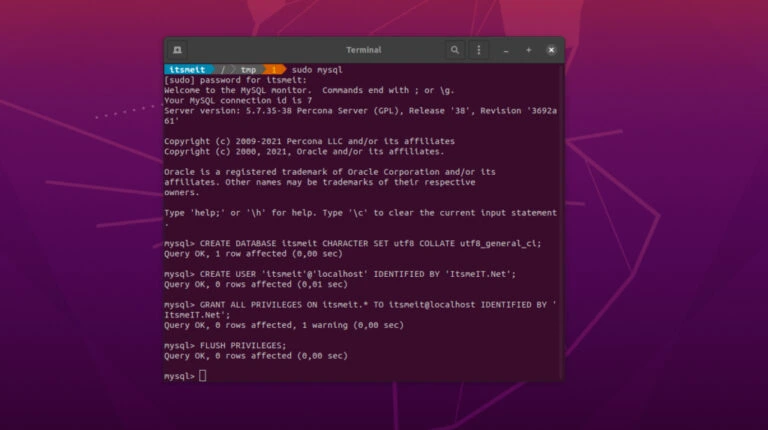 Terminal
itsmeit / tmp 1 sudo mysql
[sudo] password for itsmeit:
Welcome to the MySQL monitor.  Commands end with ; or \g.
Your MySQL connection id is 7
Server version: 5.7.35-38 Percona Server (GPL), Release '38', Revision '3692a
61'
Copyright (c) 2009-2021 Percona LLC and/or its affiliates
Copyright (c) 2000, 2021, Oracle and/or its affiliates.
Oracle is a registered trademark of Oracle Corporation and/or its
affiliates. Other names may be trademarks of their respective
owners.
Type 'help;' or '\h' for help. Type '\c' to clear the current input statement
.
mysql> CREATE DATABASE itsmeit CHARACTER SET utf8 COLLATE utf8_general_ci;
Query OK, 1 row affected (0,00 sec)
mysql> CREATE USER 'itsmeit'@'localhost' IDENTIFIED BY 'ItsmeIT.Net';
Query OK, 0 rows affected (0,01 sec)
mysql> GRANT ALL PRIVILEGES ON itsmeit.* TO itsmeit@localhost IDENTIFIED BY '
ItsmeIT.Net';
Query OK, 0 rows affected, 1 warning (0,00 sec)
mysql> FLUSH PRIVILEGES;
Query OK, 0 rows affected (0,00 sec)
mysql>